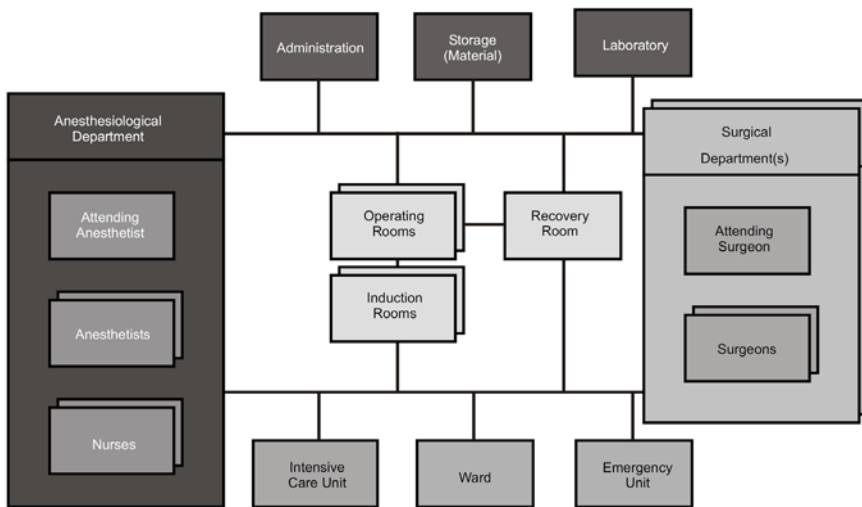 Administration
Storage
(Material)
Laboratory
Anesthesiological
Department
Surgical
Department(s)
Attending
Anesthetist
Operating
Rooms
Recovery
Room
Attending
Surgeon
Induction
Rooms
Anesthetists
Surgeons
Nurses
Intensive
Care Unit
Ward
Emergency
Unit